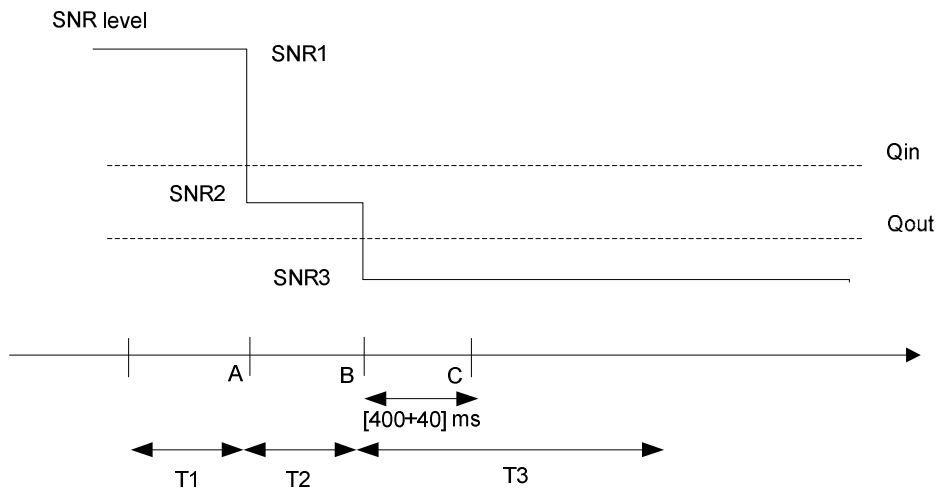 SNR level
SNR1
Qin
SNR2
Qout
SNR3
A
B
C
[400+40] ms
T1
T2
T3